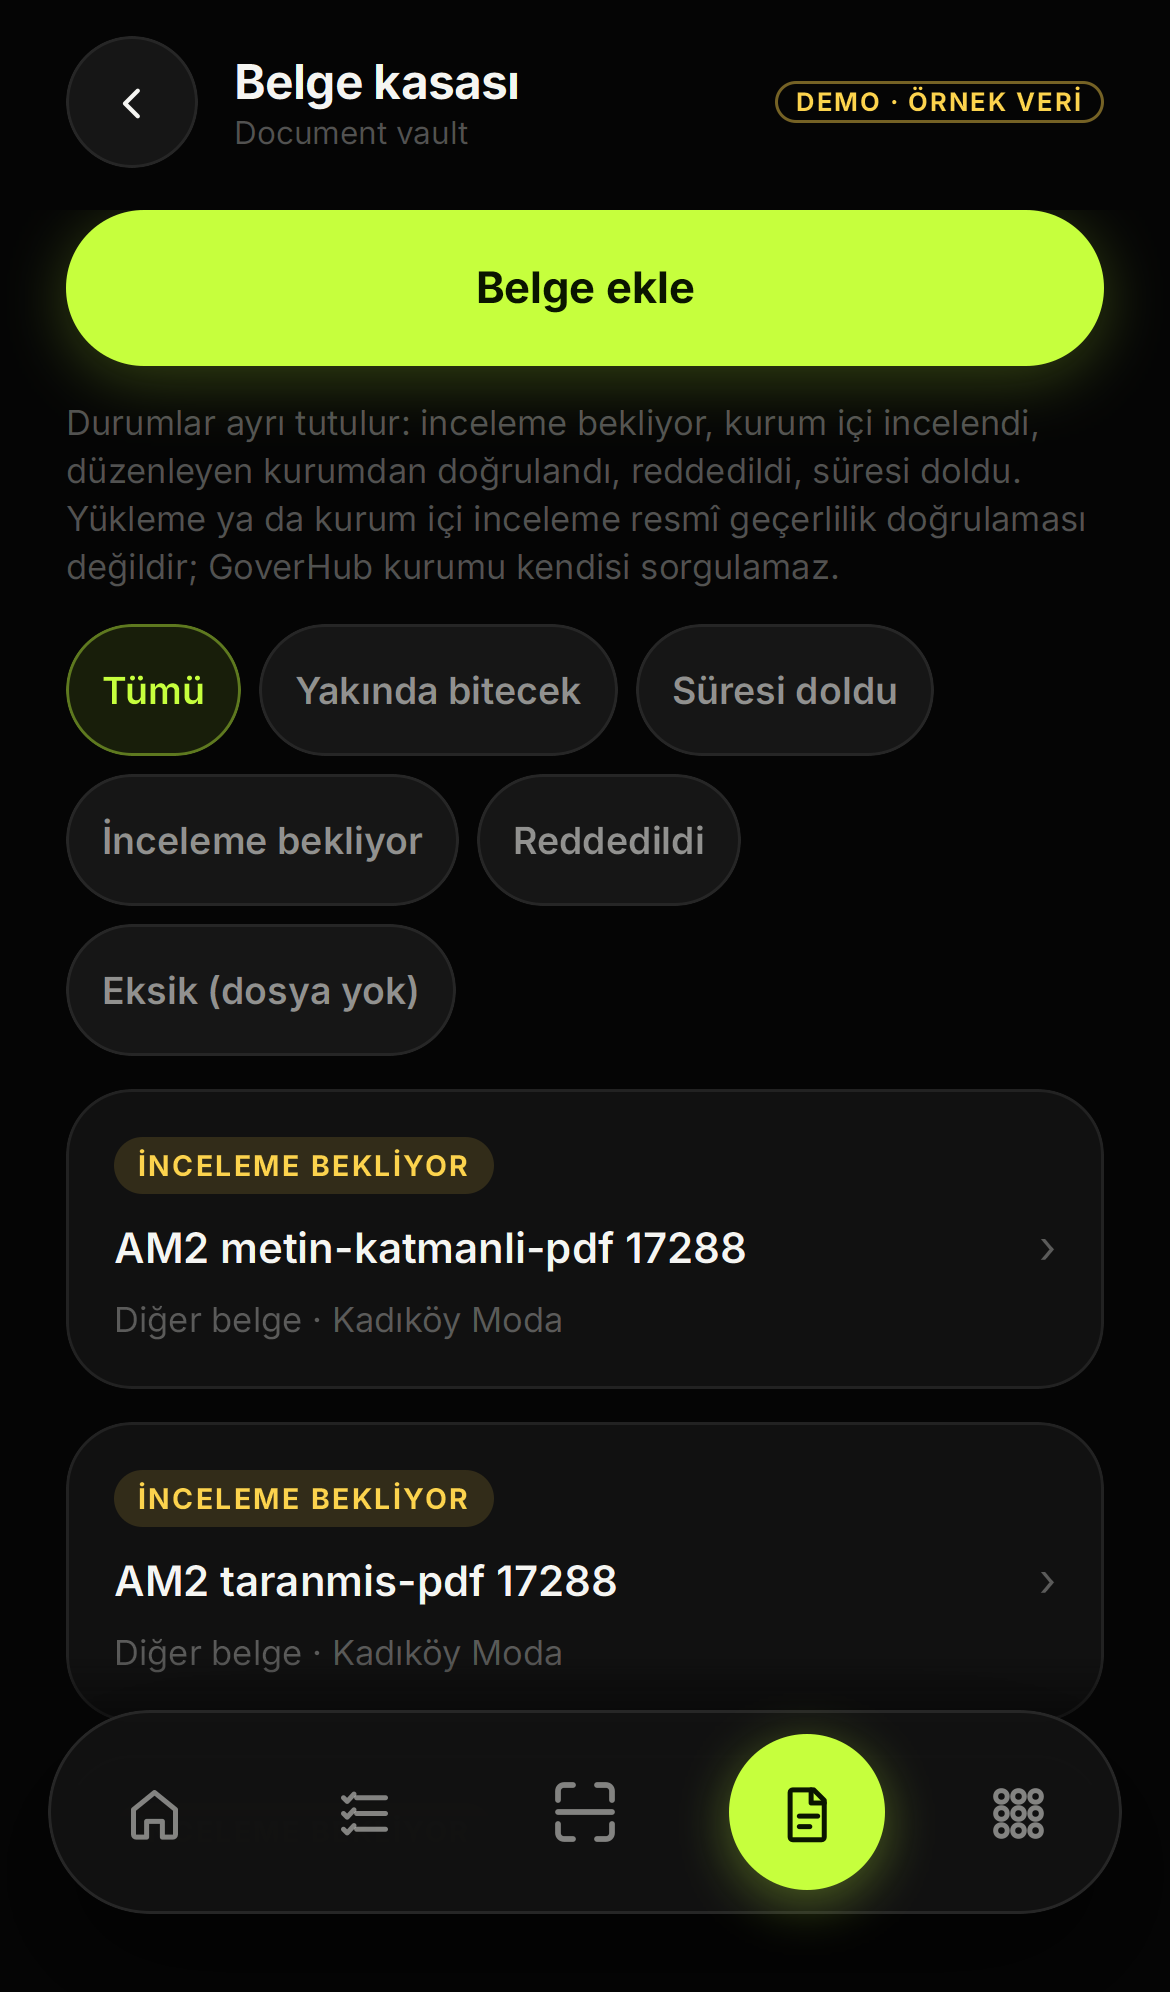 Belge kasası
Document vault
DEMO · ÖRNEK VERİ
Belge ekle
Durumlar ayrı tutulur: inceleme bekliyor, kurum içi incelendi,
düzenleyen kurumdan doğrulandı, reddedildi, süresi doldu.
Yükleme ya da kurum içi inceleme resmî geçerlilik doğrulaması
değildir; GoverHub kurumu kendisi sorgulamaz.
Tümü
Yakında bitecek
Süresi doldu
İnceleme bekliyor
Reddedildi
Eksik (dosya yok)
İNCELEME BEKLİYOR
AM2 metin-katmanli-pdf 17288
Diğer belge · Kadıköy Moda
İNCELEME BEKLİYOR
AM2 taranmis-pdf 17288
Diğer belge · Kadıköy Moda